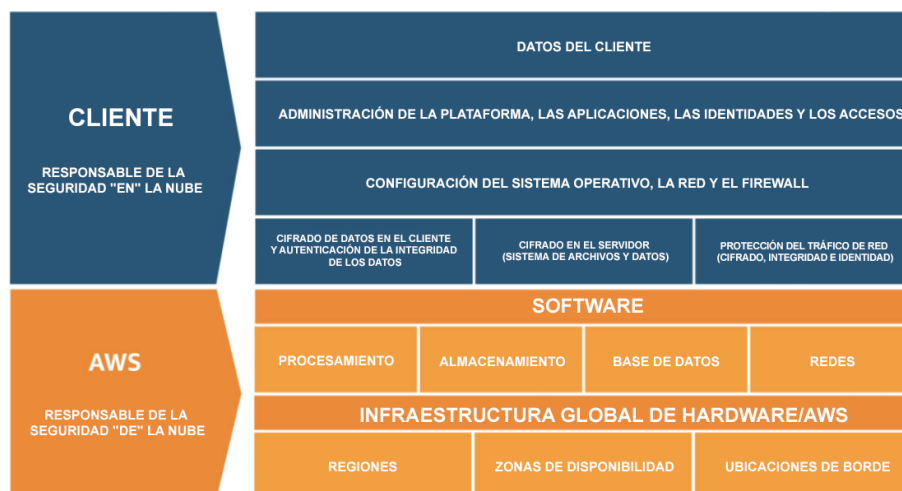 DATOS DEL CLIENTE
CLIENTE
ADMINISTRACIÓN DE LA PLATAFORMA, LAS APLICACIONES, LAS IDENTIDADES Y LOS ACCESOS
RESPONSABLE DE LA
SEGURIDAD "EN" LA NUBE
CONFIGURACIÓN DEL SISTEMA OPERATIVO, LA RED Y EL FIREWALL
CIFRADO DE DATOS EN EL CLIENTE
Y AUTENTICACIÓN DE LA INTEGRIDAD
DE LOS DATOS
CIFRADO EN EL SERVIDOR
(SISTEMA DE ARCHIVOS Y DATOS)
PROTECCIÓN DEL TRÁFICO DE RED
(CIFRADO, INTEGRIDAD E IDENTIDAD)
AWS
RESPONSABLE DE LA
SEGURIDAD "DE" LA NUBE
SOFTWARE
PROCESAMIENTO
ALMACENAMIENTO
BASE DE DATOS
REDES
INFRAESTRUCTURA GLOBAL DE HARDWARE/AWS
REGIONES
ZONAS DE DISPONIBILIDAD
UBICACIONES DE BORDE